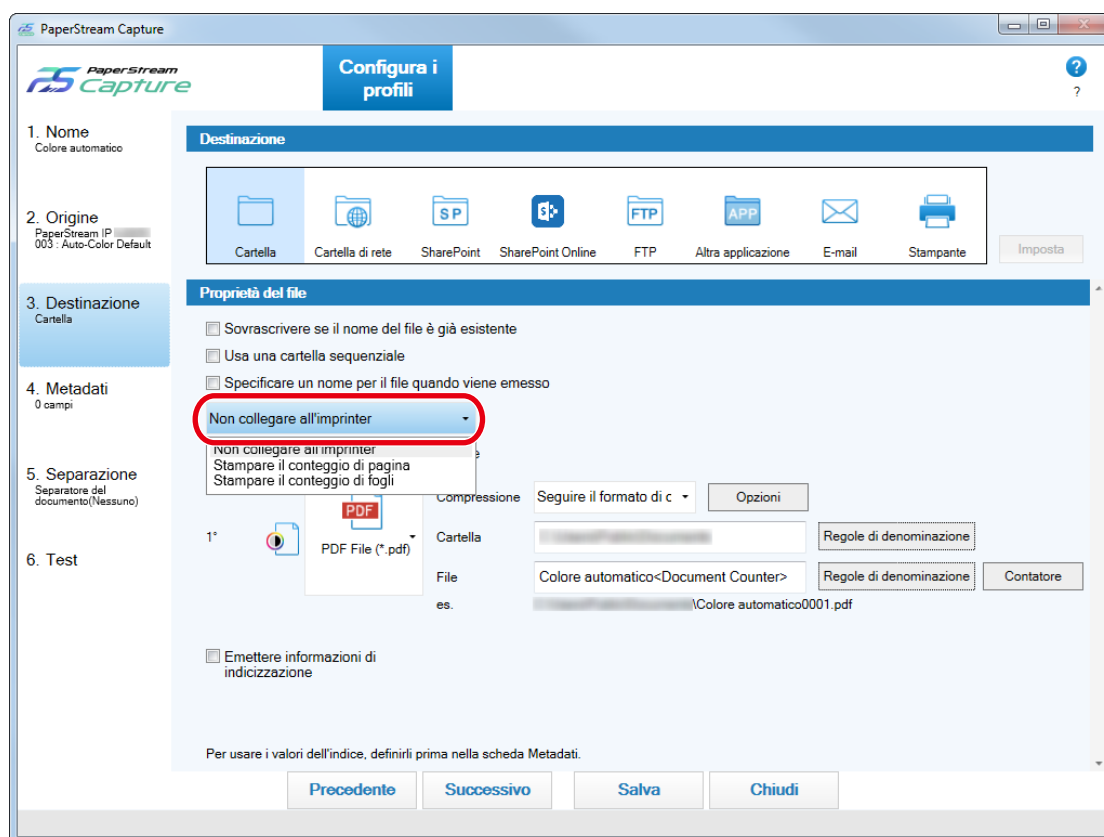 PaperStream Capture
PaperStream
Capture
Configura i
profili
?
?
1. Nome
Colore automatico
2. Origine
PaperStream IP
003 : Auto-Color Default
3. Destinazione
Cartella
4. Metadati
0 campi
5. Separazione
Separatore del
documento(Nessuno)
6. Test
Destinazione
SP
FTP
APP
Cartella
Cartella di rete
SharePoint
SharePoint Online
FTP
Altra applicazione
E-mail
Stampante
Imposta
Proprietà del file
Sovrascrivere se il nome del file è già esistente
Usa una cartella sequenziale
Specificare un nome per il file quando viene emesso
Non collegare all'imprinter
Non collegare all'imprinter
Stampare il conteggio di pagina
Stampare il conteggio di fogli
1°
PDF
PDF File (*.pdf)
Compressione
Seguire il formato di c
Opzioni
Cartella
Regole di denominazione
File
Colore automatico<Document Counter>
Regole di denominazione
Contatore
es.
\Colore automatico0001.pdf
Emettere informazioni di
indicizzazione
Per usare i valori dell'indice, definirli prima nella scheda Metadati.
Precedente
Successivo
Salva
Chiudi